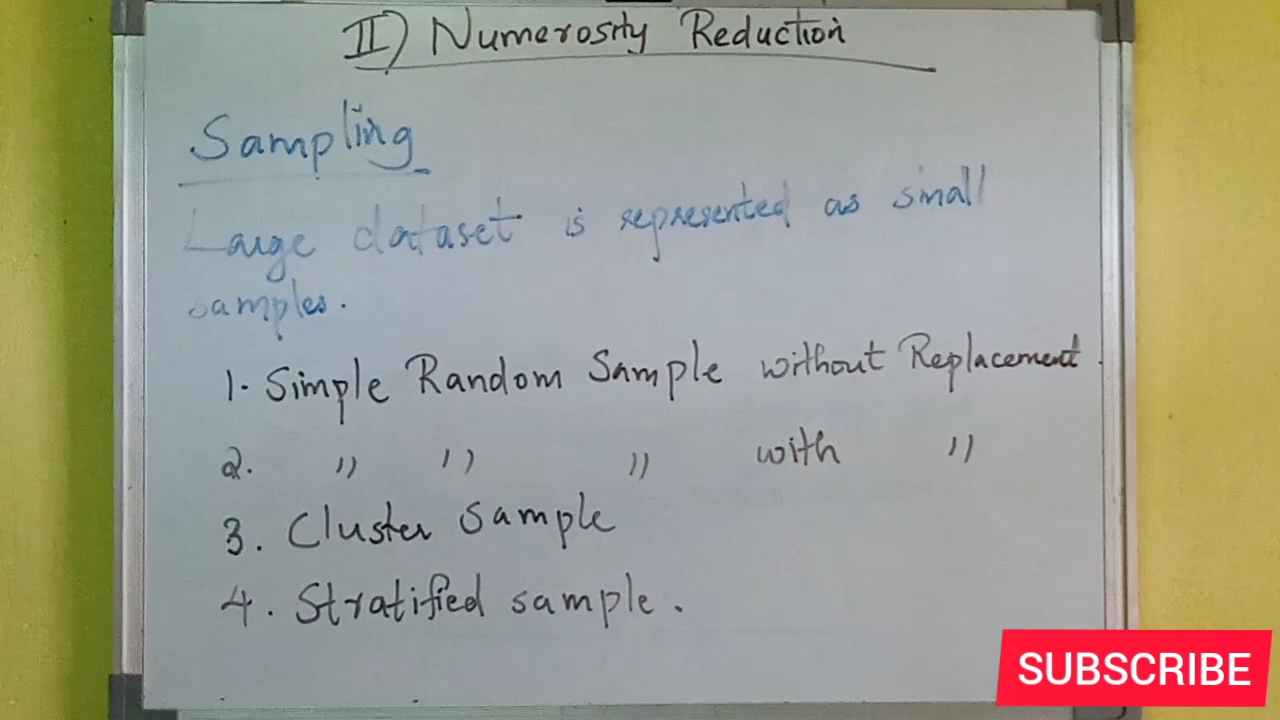 II) Numerosity Reduction
Sampling
Large dataset is represented as small
samples.
1. Simple Random Sample without Replacement.
2. " " " with "
3. Cluster Sample
4. Stratified sample.
SUBSCRIBE